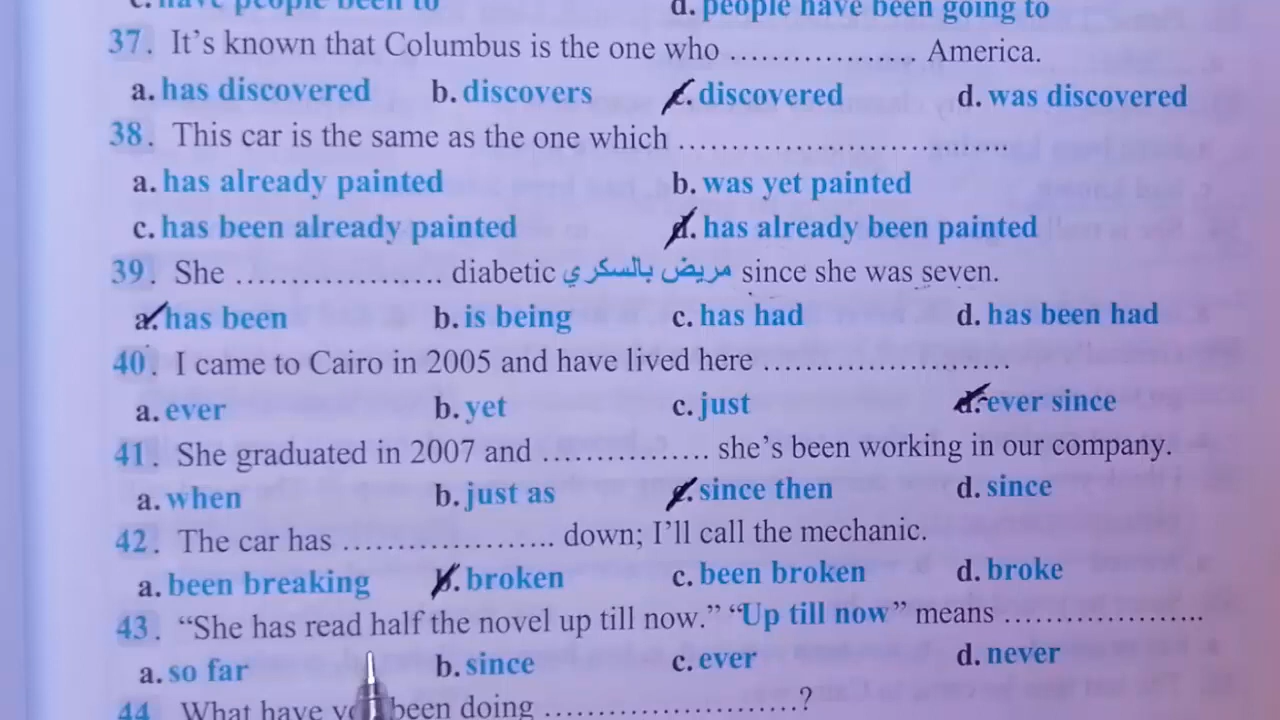 c. have people been to d. people have been going to
37. It's known that Columbus is the one who .................. America.
a. has discovered b. discovers c. discovered d. was discovered
38. This car is the same as the one which ..............................
a. has already painted b. was yet painted
c. has been already painted d. has already been painted
39. She ................... diabetic مريض بالسكري since she was seven.
a. has been b. is being c. has had d. has been had
40. I came to Cairo in 2005 and have lived here .......................
a. ever b. yet c. just d. ever since
41. She graduated in 2007 and ............... she's been working in our company.
a. when b. just as c. since then d. since
42. The car has ................... down; I'll call the mechanic.
a. been breaking b. broken c. been broken d. broke
43. “She has read half the novel up till now.” “Up till now” means ..................
a. so far b. since c. ever d. never
44. What have you been doing .......................?